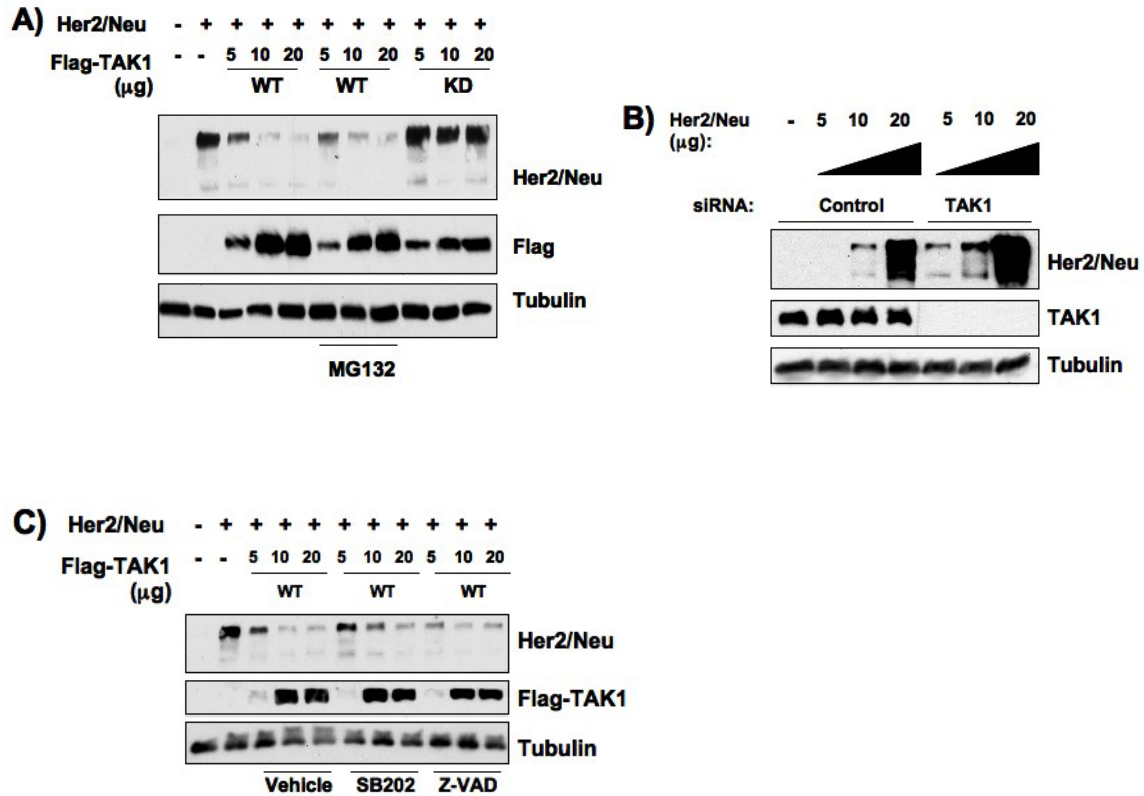 A)
Her2/Neu - + + + + + + + + + +
Flag-TAK1 - - 5 10 20 5 10 20 5 10 20
(μg) WT WT KD
Her2/Neu
Flag
Tubulin
MG132
B)
Her2/Neu - 5 10 20 5 10 20
(μg):
siRNA: Control TAK1
Her2/Neu
TAK1
Tubulin
C)
Her2/Neu - + + + + + + + + + +
Flag-TAK1 - - 5 10 20 5 10 20 5 10 20
(μg) WT WT WT
Her2/Neu
Flag-TAK1
Tubulin
Vehicle SB202 Z-VAD